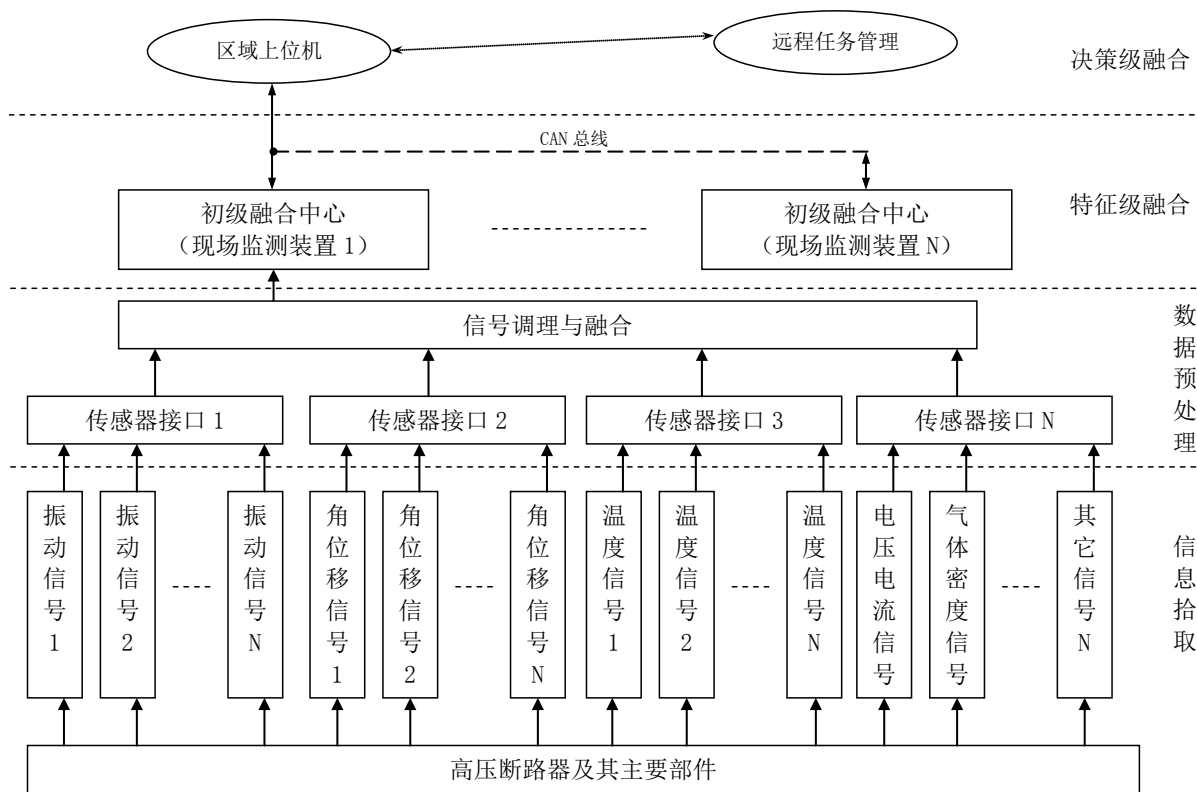 区域上位机
远程任务管理
决策级融合
CAN 总线
初级融合中心
（现场监测装置 1）
初级融合中心
（现场监测装置 N）
特征级融合
信号调理与融合
数据预处理
传感器接口 1
传感器接口 2
传感器接口 3
传感器接口 N
振动信号1
振动信号2
振动信号N
角位移信号1
角位移信号2
角位移信号N
温度信号1
温度信号2
温度信号N
电压电流信号
气体密度信号
其它信号N
信息拾取
高压断路器及其主要部件